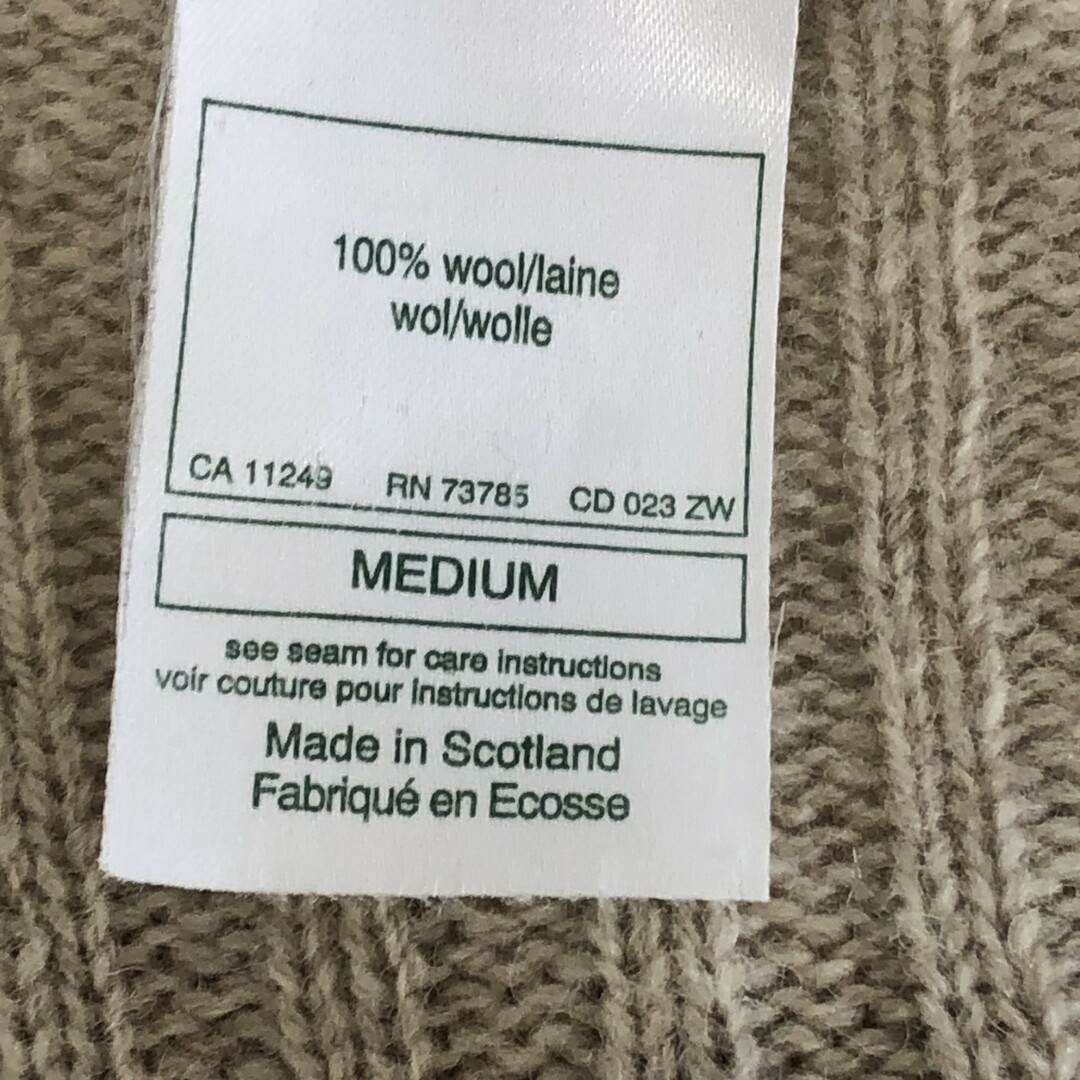 100% wool/laine
wol/wolle
CA 11249 RN 73785 CD 023 ZW
MEDIUM
see seam for care instructions
voir couture pour instructions de lavage
Made in Scotland
Fabriqué en Ecosse